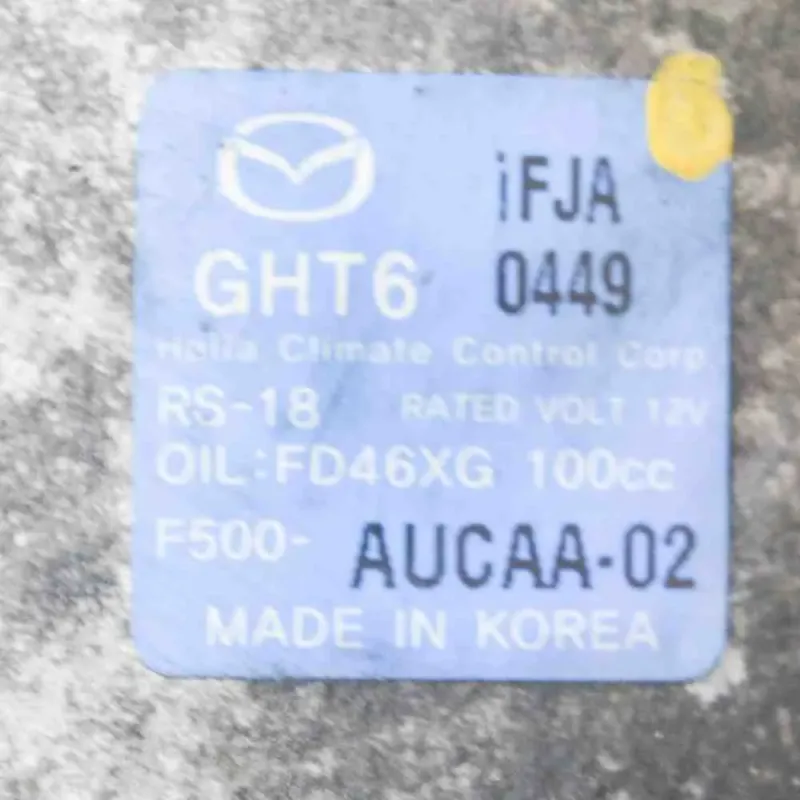 iFJA
GHT6 0449
Halla Climate Control Corp.
RS-18 RATED VOLT 12V
OIL:FD46XG 100cc
F500- AUCAA-02
MADE IN KOREA